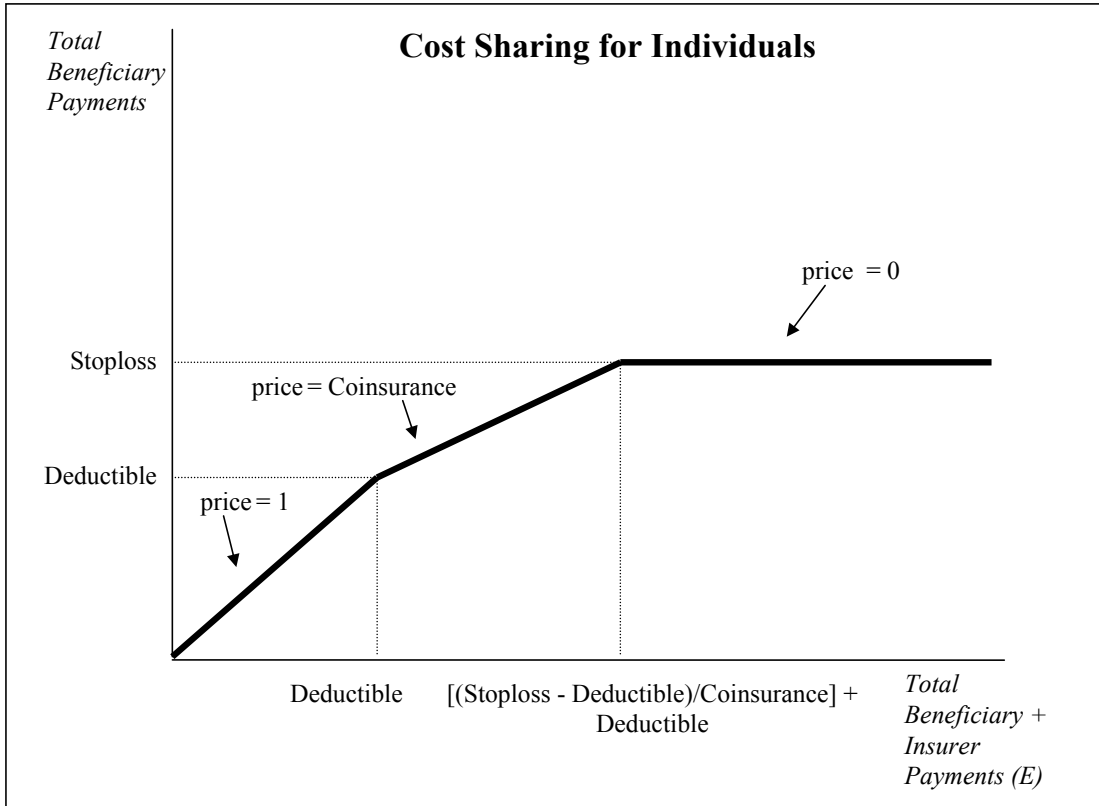 Total
Beneficiary
Payments
Cost Sharing for Individuals
price = 0
Stoploss
price = Coinsurance
Deductible
price = 1
Deductible
[(Stoploss - Deductible)/Coinsurance] +
Deductible
Total
Beneficiary +
Insurer
Payments (E)